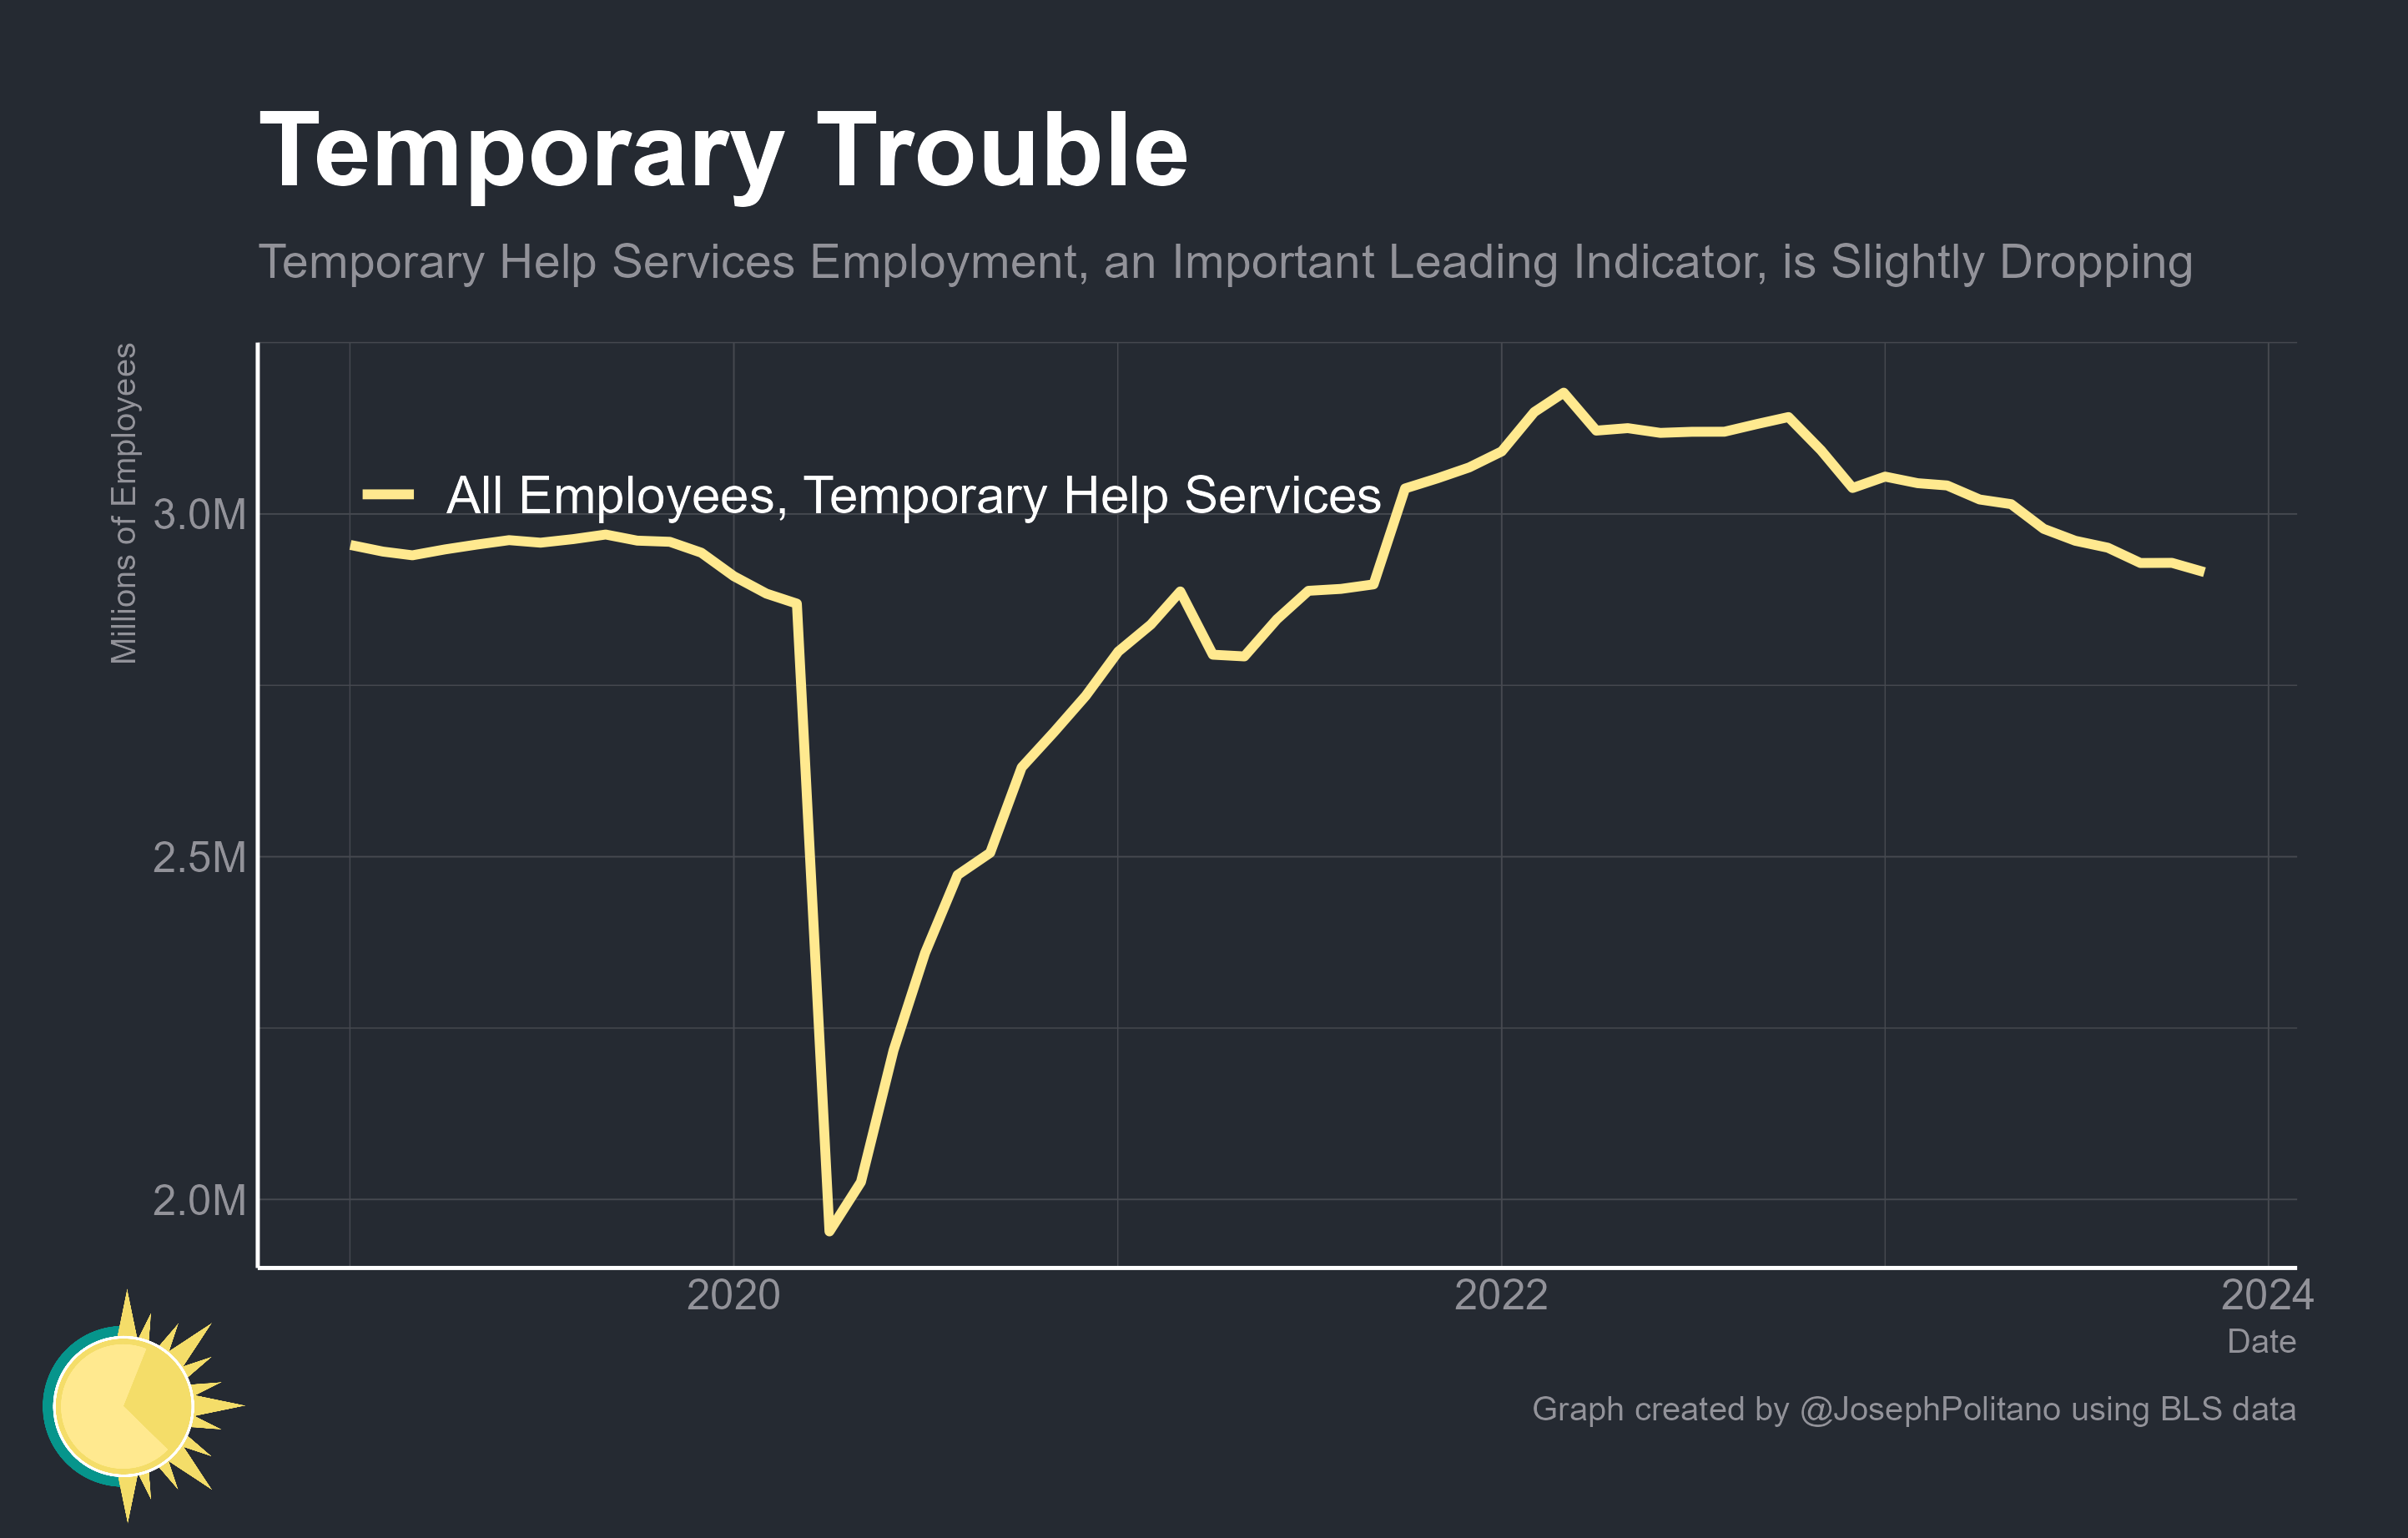 Temporary Trouble
Temporary Help Services Employment, an Important Leading Indicator, is Slightly Dropping
Millions of Employees
All Employees, Temporary Help Services
3.0M
2.5M
2.0M
2020
2022
2024
Date
Graph created by @JosephPolitano using BLS data